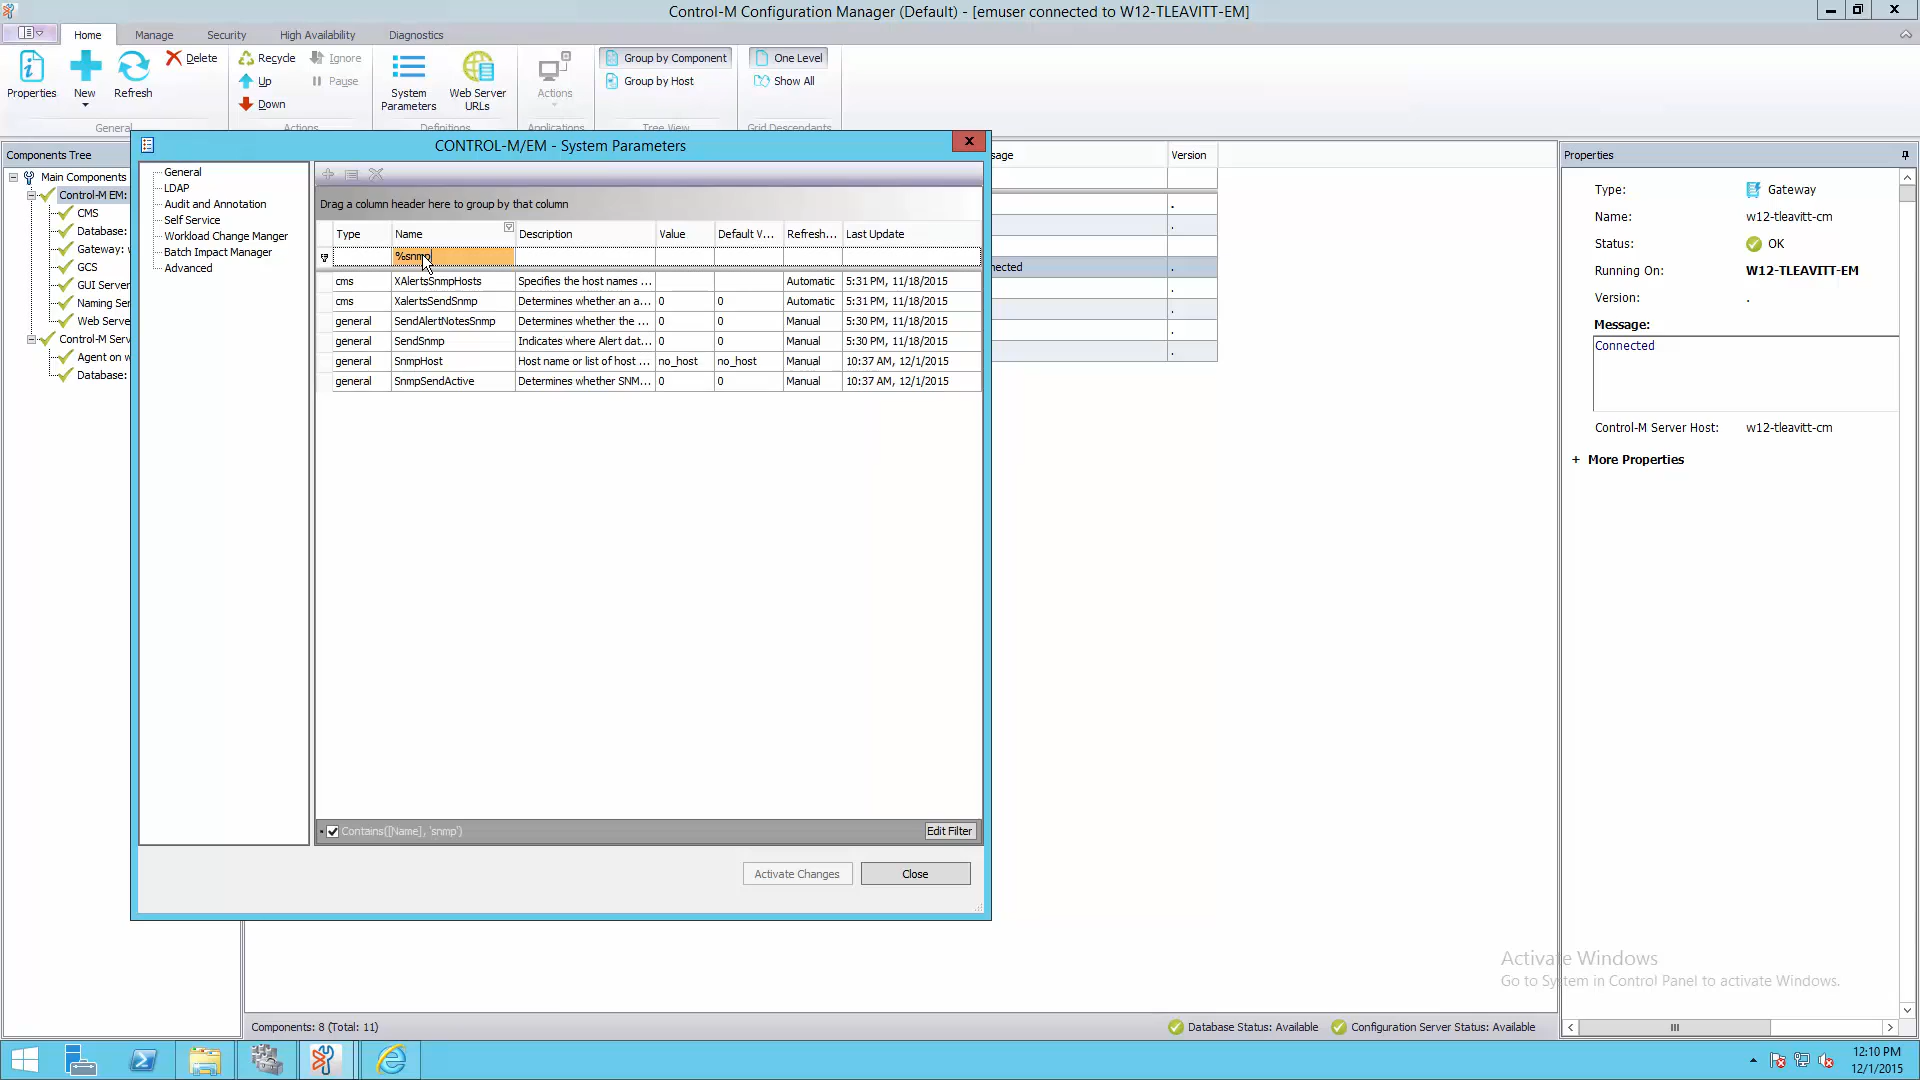 Control-M Configuration Manager (Default) - [emuser connected to W12-TLEAVITT-EM]
Home
Manage
Security
High Availability
Diagnostics
Properties
New
Refresh
Delete
Recycle
Up
Down
Ignore
Pause
System Parameters
Web Server URLs
Actions
Group by Component
Group by Host
One Level
Show All
General
Actions
Definitions
Applications
Tree View
Grid Descendants
Components Tree
Main Components
Control-M EM:
CMS
Database:
Gateway:
GCS
GUI Server
Naming Ser
Web Serve
Control-M Serv
Agent on w
Database:
CONTROL-M/EM - System Parameters
General
LDAP
Audit and Annotation
Self Service
Workload Change Manger
Batch Impact Manager
Advanced
Drag a column header here to group by that column
Type Name Description Value Default V... Refresh... Last Update
%snmp
cms XAlertsSnmpHosts Specifies the host names ... Automatic 5:31 PM, 11/18/2015
cms XalertsSendSnmp Determines whether an a... 0 0 Automatic 5:31 PM, 11/18/2015
general SendAlertNotesSnmp Determines whether the ... 0 0 Manual 5:30 PM, 11/18/2015
general SendSnmp Indicates where Alert dat... 0 0 Manual 5:30 PM, 11/18/2015
general SnmpHost Host name or list of host ... no_host no_host Manual 10:37 AM, 12/1/2015
general SnmpSendActive Determines whether SNM... 0 0 Manual 10:37 AM, 12/1/2015
Contains([Name], 'snmp')
Edit Filter
Activate Changes
Close
sage
Version
nected
Properties
Type: Gateway
Name: w12-tleavitt-cm
Status: OK
Running On: W12-TLEAVITT-EM
Version: .
Message:
Connected
Control-M Server Host: w12-tleavitt-cm
+ More Properties
Activate Windows
Go to System in Control Panel to activate Windows.
Components: 8 (Total: 11)
Database Status: Available
Configuration Server Status: Available
12:10 PM
12/1/2015